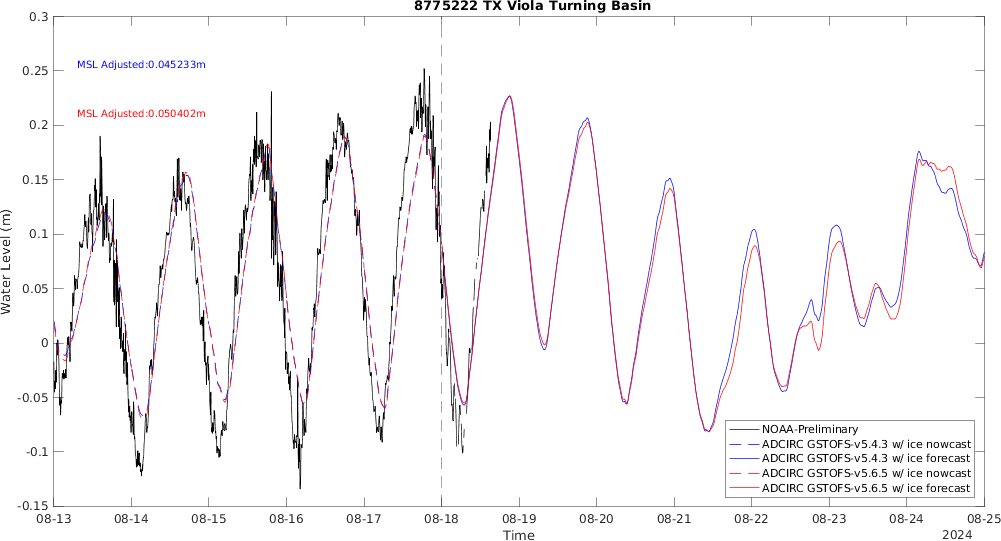 8775222 TX Viola Turning Basin
MSL Adjusted:0.045233m
MSL Adjusted:0.050402m
Water Level (m)
0.3
0.25
0.2
0.15
0.1
0.05
0
-0.05
-0.1
-0.15
08-13 08-14 08-15 08-16 08-17 08-18 08-19 08-20 08-21 08-22 08-23 08-24 08-25
Time
2024
NOAA-Preliminary
ADCIRC GSTOFS-v5.4.3 w/ ice nowcast
ADCIRC GSTOFS-v5.4.3 w/ ice forecast
ADCIRC GSTOFS-v5.6.5 w/ ice nowcast
ADCIRC GSTOFS-v5.6.5 w/ ice forecast